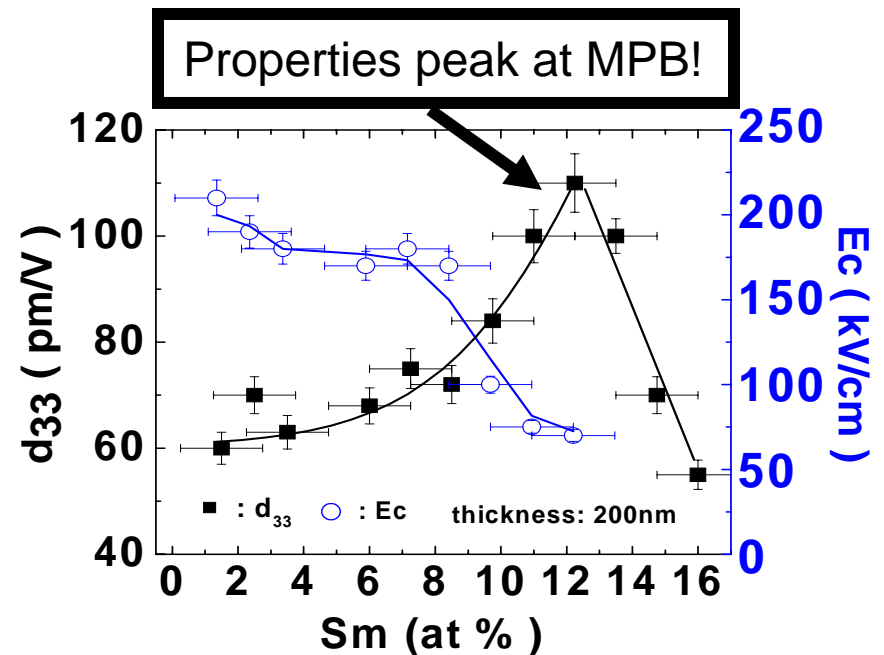 Properties peak at MPB!
120
100
80
60
40
d33 ( pm/V )
250
200
150
100
50
0
Ec ( kV/cm )
■ : d33 ○ : Ec thickness: 200nm
0 2 4 6 8 10 12 14 16
Sm (at % )